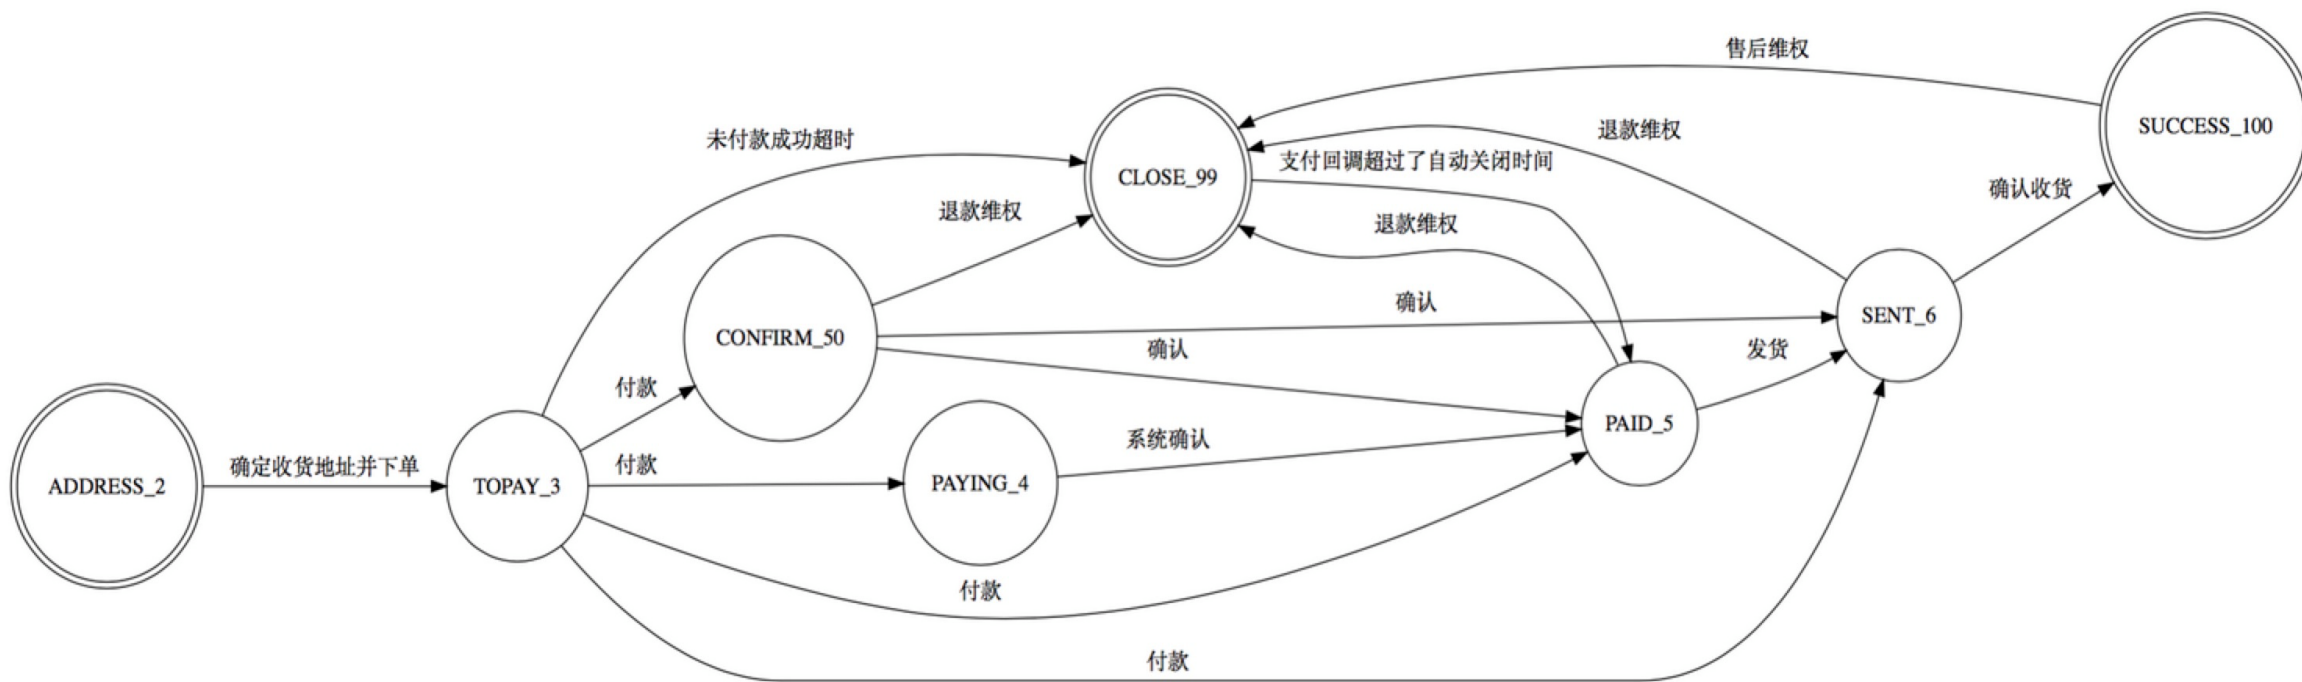 售后维权
SUCCESS_100
退款维权
未付款成功超时
支付回调超过了自动关闭时间
CLOSE_99
确认收货
退款维权
退款维权
确认
SENT_6
CONFIRM_50
确认
发货
付款
PAID_5
系统确认
确定收货地址并下单
付款
ADDRESS_2
TOPAY_3
PAYING_4
付款
付款